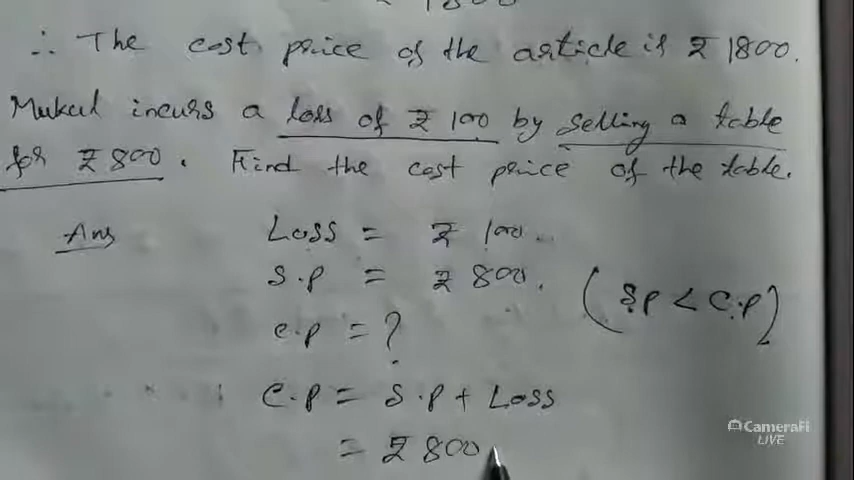 1800
∴ The cost price of the article is ₹ 1800.
Mukul incurs a loss of ₹ 100 by selling a table
for ₹ 800. Find the cost price of the table.
Ans Loss = ₹ 100.
S.P = ₹ 800. (S.P < C.P)
C.P = ?
C.P = S.P + Loss
= ₹ 800
CameraFi
LIVE